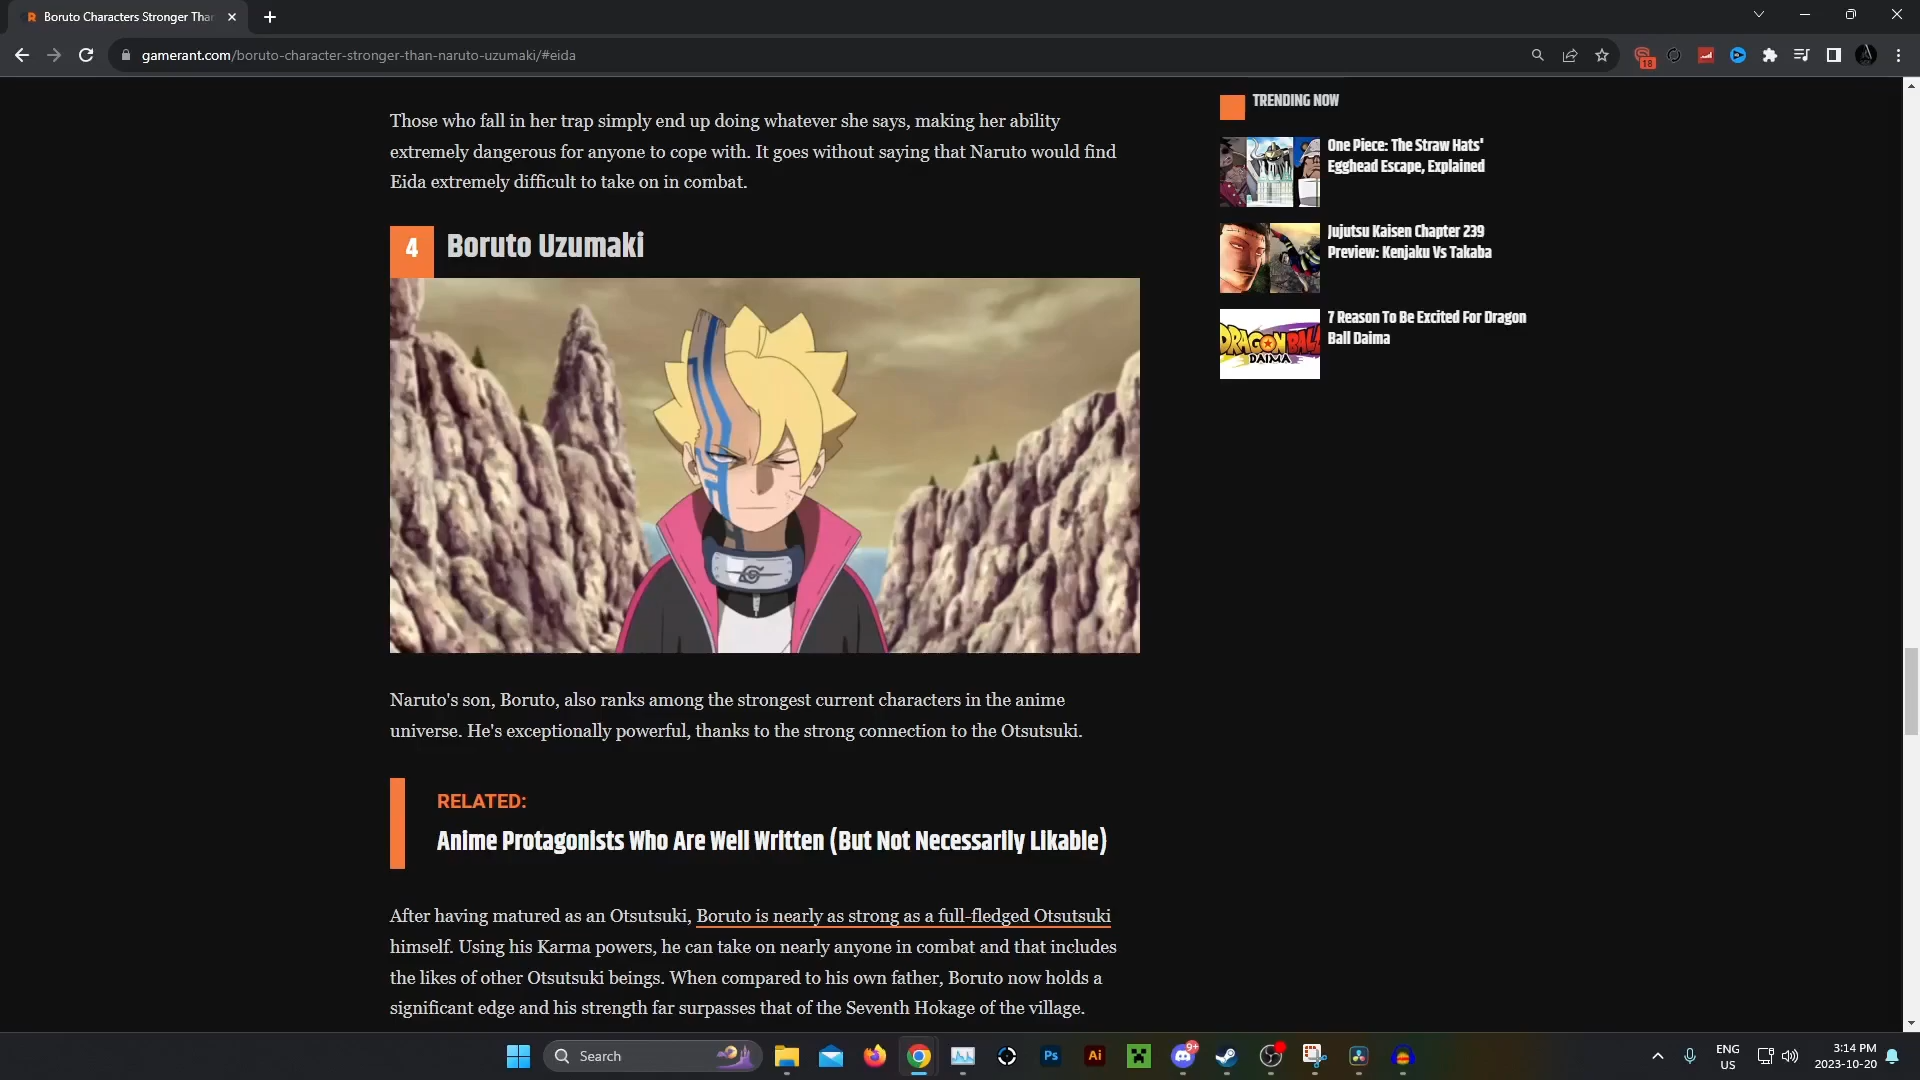 Boruto Characters Stronger Tha
gamerant.com/boruto-character-stronger-than-naruto-uzumaki/#eida
18
Those who fall in her trap simply end up doing whatever she says, making her ability
extremely dangerous for anyone to cope with. It goes without saying that Naruto would find
Eida extremely difficult to take on in combat.
4 Boruto Uzumaki
Naruto's son, Boruto, also ranks among the strongest current characters in the anime
universe. He's exceptionally powerful, thanks to the strong connection to the Otsutsuki.
RELATED:
Anime Protagonists Who Are Well Written (But Not Necessarily Likable)
After having matured as an Otsutsuki, Boruto is nearly as strong as a full-fledged Otsutsuki
himself. Using his Karma powers, he can take on nearly anyone in combat and that includes
the likes of other Otsutsuki beings. When compared to his own father, Boruto now holds a
significant edge and his strength far surpasses that of the Seventh Hokage of the village.
TRENDING NOW
One Piece: The Straw Hats'
Egghead Escape, Explained
Jujutsu Kaisen Chapter 239
Preview: Kenjaku Vs Takaba
DRAGON BALL
DAIMA
7 Reason To Be Excited For Dragon
Ball Daima
Search
Ps
Ai
9+
ENG
US
3:14 PM
2023-10-20